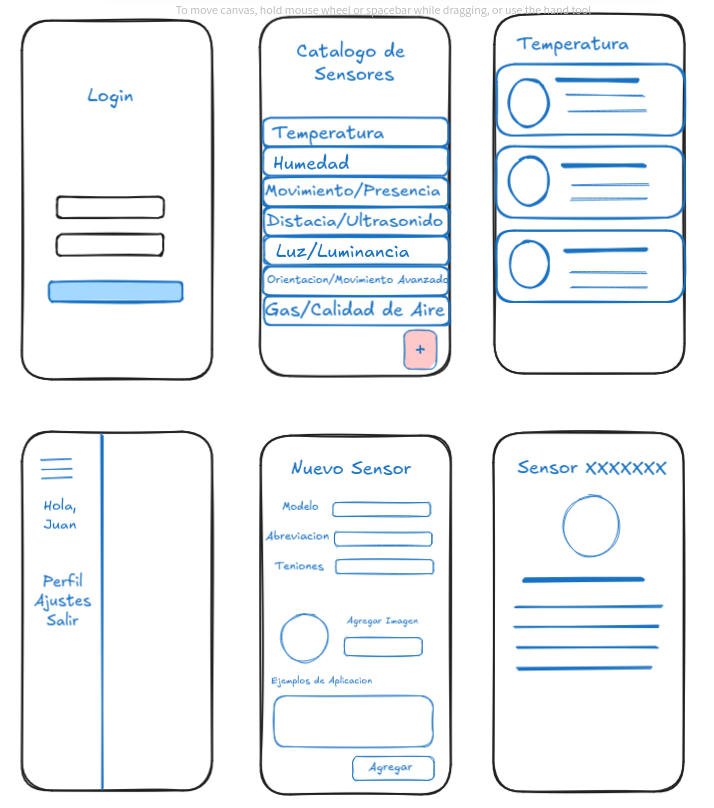 To move canvas, hold mouse wheel or spacebar while dragging, or use the hand tool
Login
Catalogo de
Sensores
Temperatura
Humedad
Movimiento/Presencia
Distacia/Ultrasonido
Luz/Luminancia
Orientacion/Movimiento Avanzado
Gas/Calidad de Aire
+
Temperatura
Hola,
Juan
Perfil
Ajustes
Salir
Nuevo Sensor
Modelo
Abreviacion
Teniones
Agregar Imagen
Ejemplos de Aplicacion
Agregar
Sensor XXXXXXX